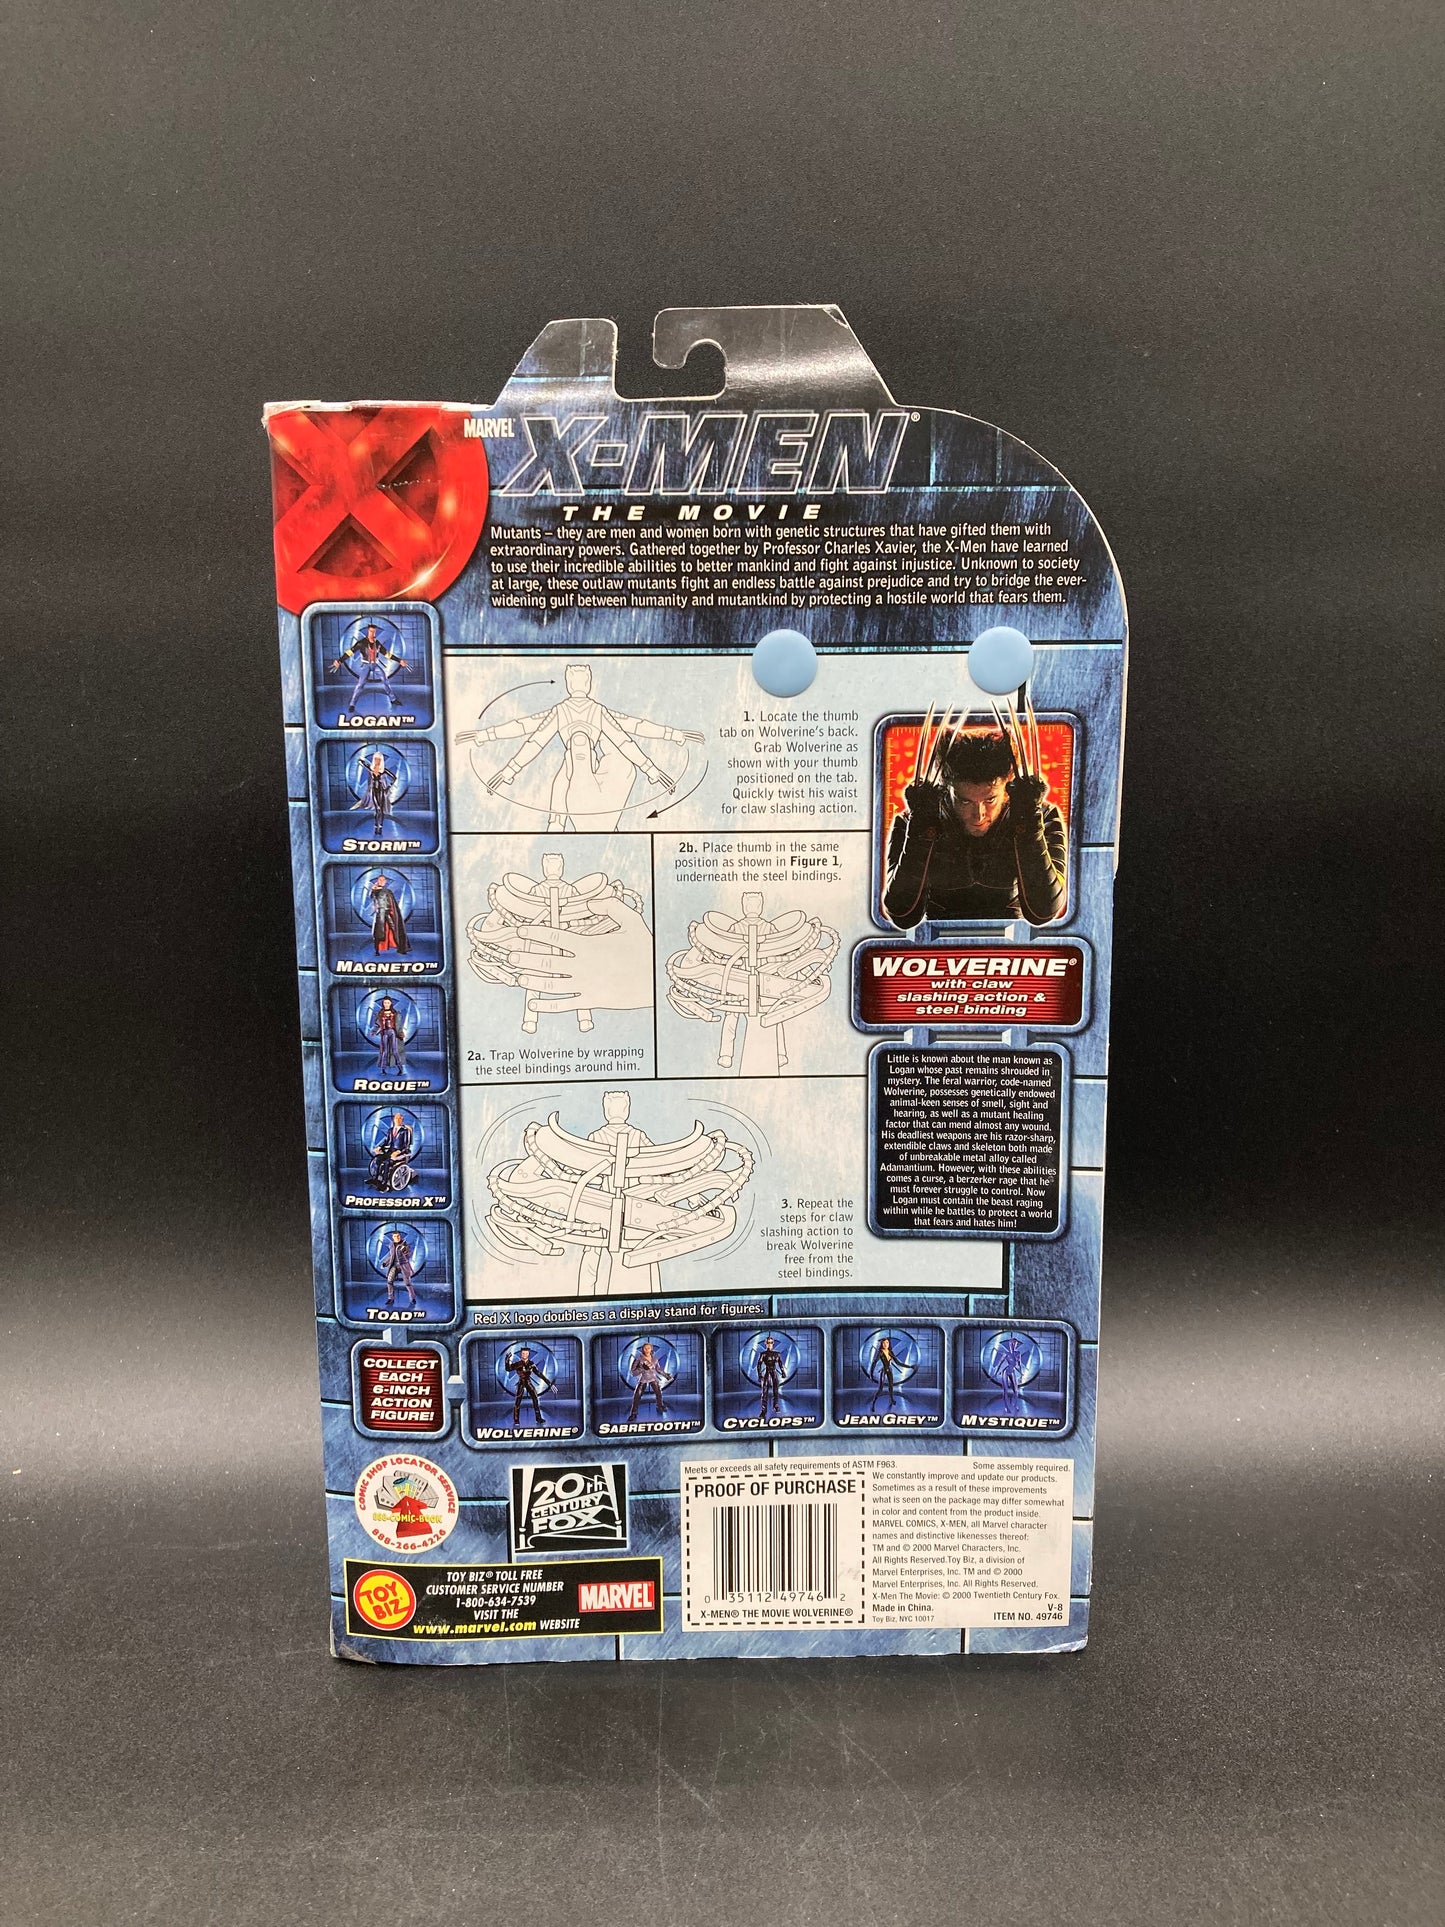 MARVEL X-MEN®
THE MOVIE
Mutants – they are men and women born with genetic structures that have gifted them with
extraordinary powers. Gathered together by Professor Charles Xavier, the X-Men have learned
to use their incredible abilities to better mankind and fight against injustice. Unknown to society
at large, these outlaw mutants fight an endless battle against prejudice and try to bridge the ever-
widening gulf between humanity and mutantkind by protecting a hostile world that fears them.
LOGAN™
STORM™
MAGNETO™
ROGUE™
PROFESSOR X™
TOAD™
1. Locate the thumb
tab on Wolverine's back.
Grab Wolverine as
shown with your thumb
positioned on the tab.
Quickly twist his waist
for claw slashing action.
2a. Trap Wolverine by wrapping
the steel bindings around him.
2b. Place thumb in the same
position as shown in Figure 1,
underneath the steel bindings.
3. Repeat the
steps for claw
slashing action to
break Wolverine
free from the
steel bindings.
WOLVERINE®
with claw
slashing action &
steel binding
Little is known about the man known as
Logan whose past remains shrouded in
mystery. The feral warrior, code-named
Wolverine, possesses genetically endowed
animal-keen senses of smell, sight and
hearing, as well as a mutant healing
factor that can mend almost any wound.
His deadliest weapons are his razor-sharp,
extendible claws and skeleton both made
of unbreakable metal alloy called
Adamantium. However, with these abilities
comes a curse, a berzerker rage that he
must forever struggle to control. Now
Logan must contain the beast raging
within while he battles to protect a world
that fears and hates him!
Red X logo doubles as a display stand for figures.
COLLECT
EACH
6-INCH
ACTION
FIGURE!
WOLVERINE®
SABRETOOTH™
CYCLOPS™
JEAN GREY™
MYSTIQUE™
COMIC SHOP LOCATOR SERVICE
888-COMIC-BOOK
888-266-4226
20TH
CENTURY
FOX
TOY
BIZ
TOY BIZ® TOLL FREE
CUSTOMER SERVICE NUMBER
1-800-634-7539
VISIT THE
www.marvel.com WEBSITE
MARVEL
Meets or exceeds all safety requirements of ASTM F963.
Some assembly required.
PROOF OF PURCHASE
0 35112 49746 2
X-MEN® THE MOVIE WOLVERINE®
We constantly improve and update our products.
Sometimes as a result of these improvements
what is seen on the package may differ somewhat
in color and content from the product inside.
MARVEL COMICS, X-MEN, all Marvel character
names and distinctive likenesses thereof:
TM and © 2000 Marvel Characters, Inc.
All Rights Reserved. Toy Biz, a division of
Marvel Enterprises, Inc. TM and © 2000
Marvel Enterprises, Inc. All Rights Reserved.
X-Men The Movie: © 2000 Twentieth Century Fox.
Made in China. V-8
Toy Biz, NYC 10017 ITEM NO. 49746